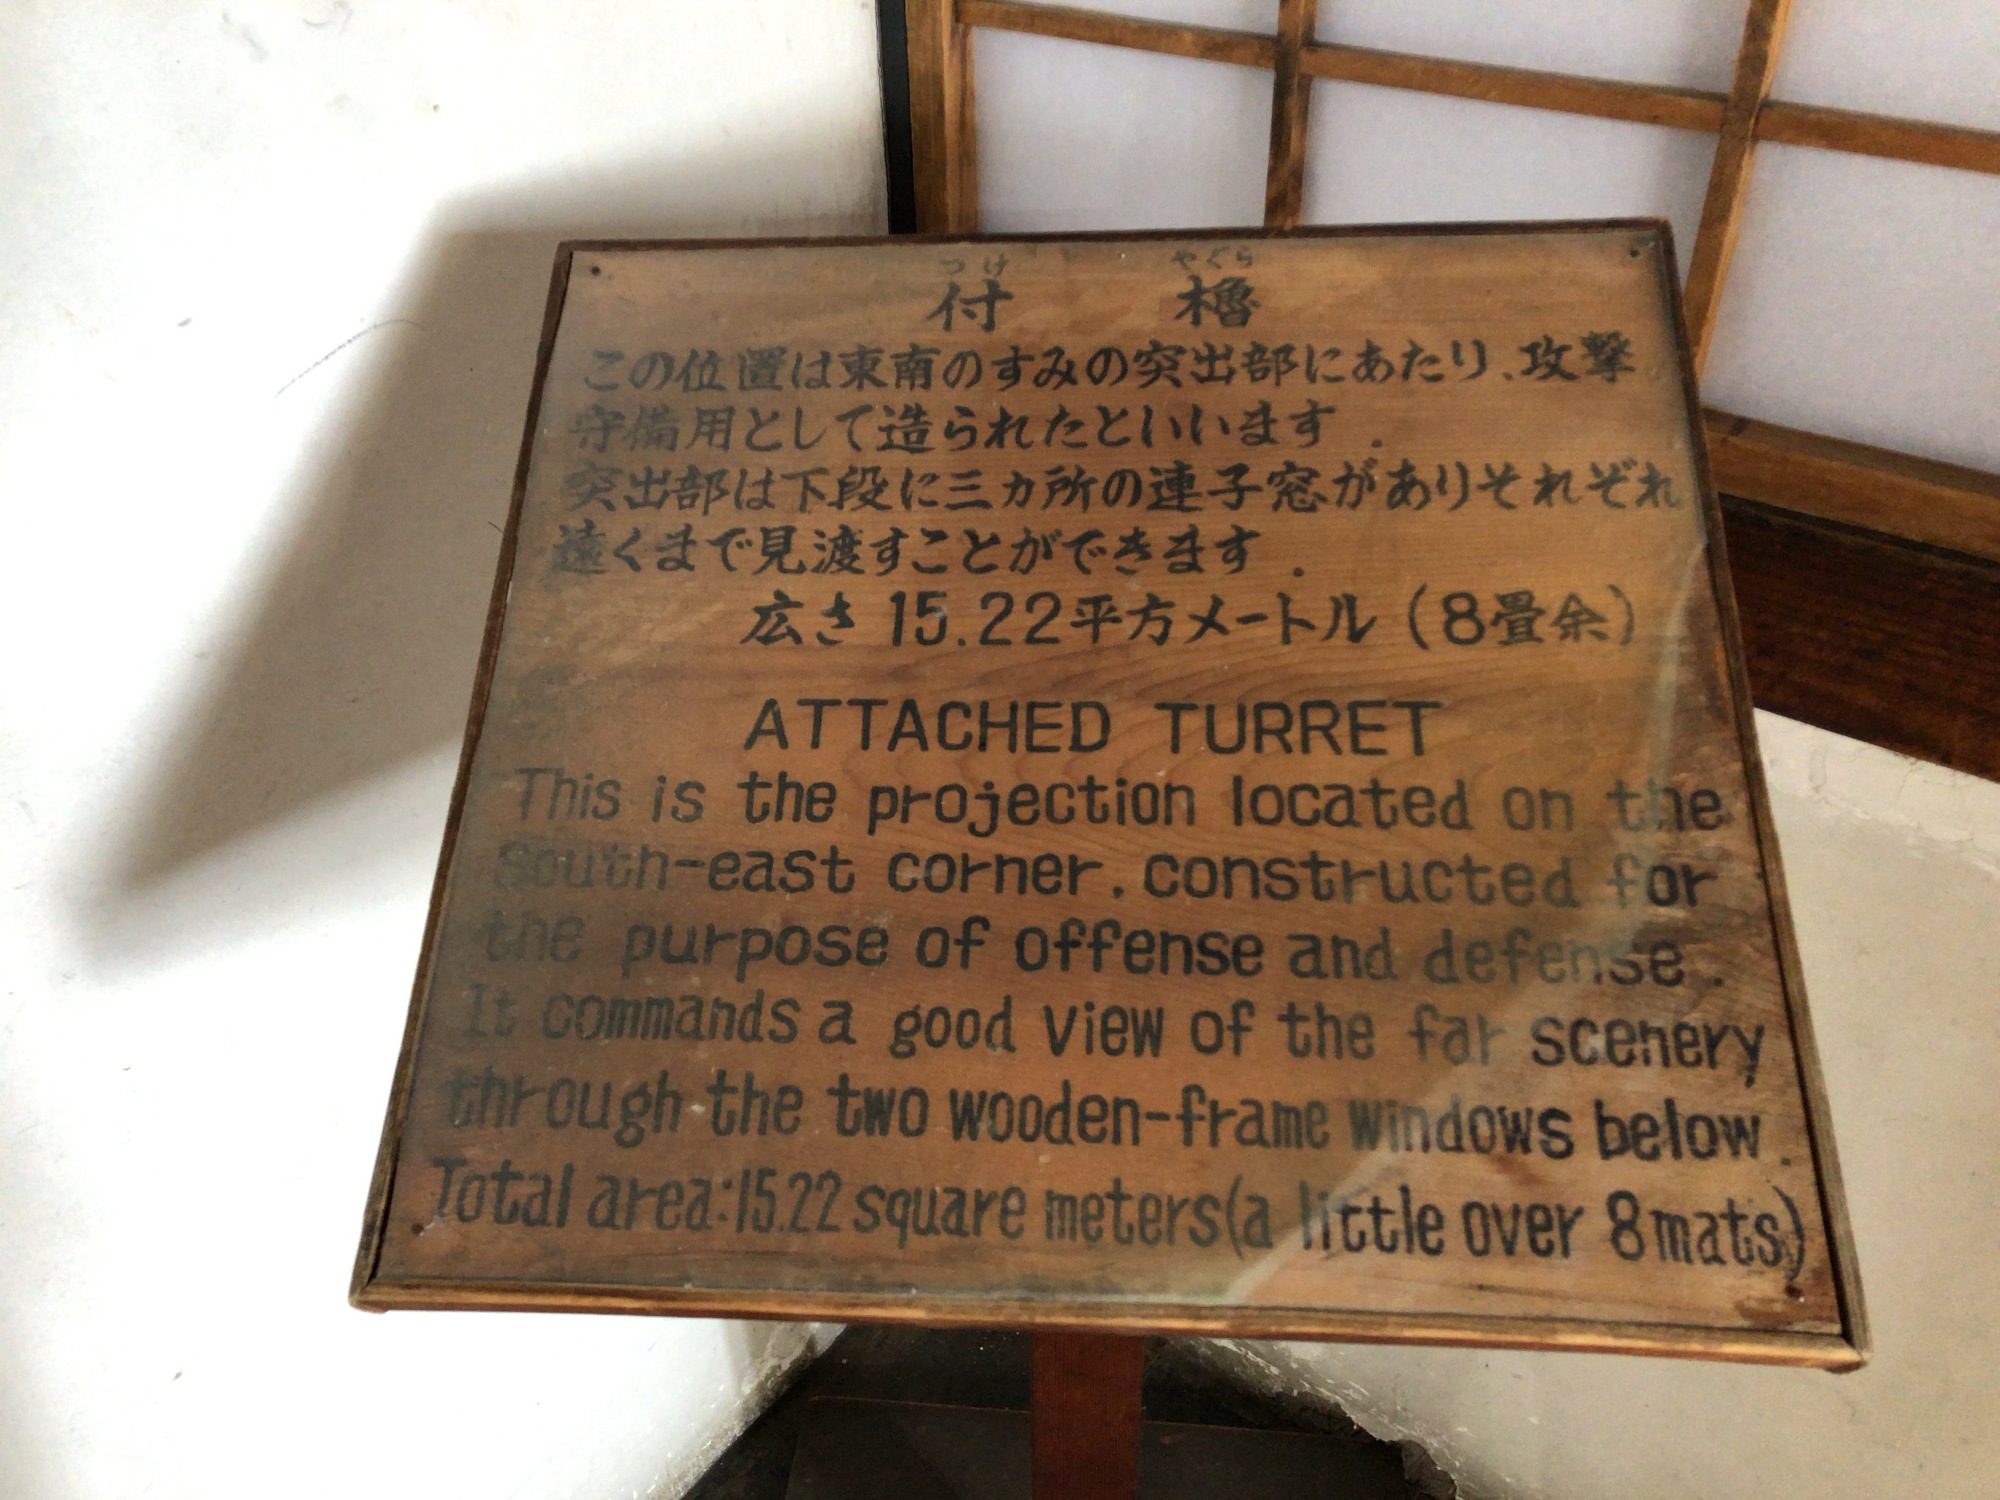 つけ やぐら
付 櫓
この位置は東南のすみの突出部にあたり、攻撃
守備用として造られたといいます.
突出部は下段に三カ所の連子窓がありそれぞれ
遠くまで見渡すことができます.
広さ 15.22平方メートル(8畳余)
ATTACHED TURRET
This is the projection located on the
South-east corner, constructed for
the purpose of offense and defense.
It commands a good view of the far scenery
through the two wooden-frame windows below.
Total area:15.22 square meters(a little over 8 mats)